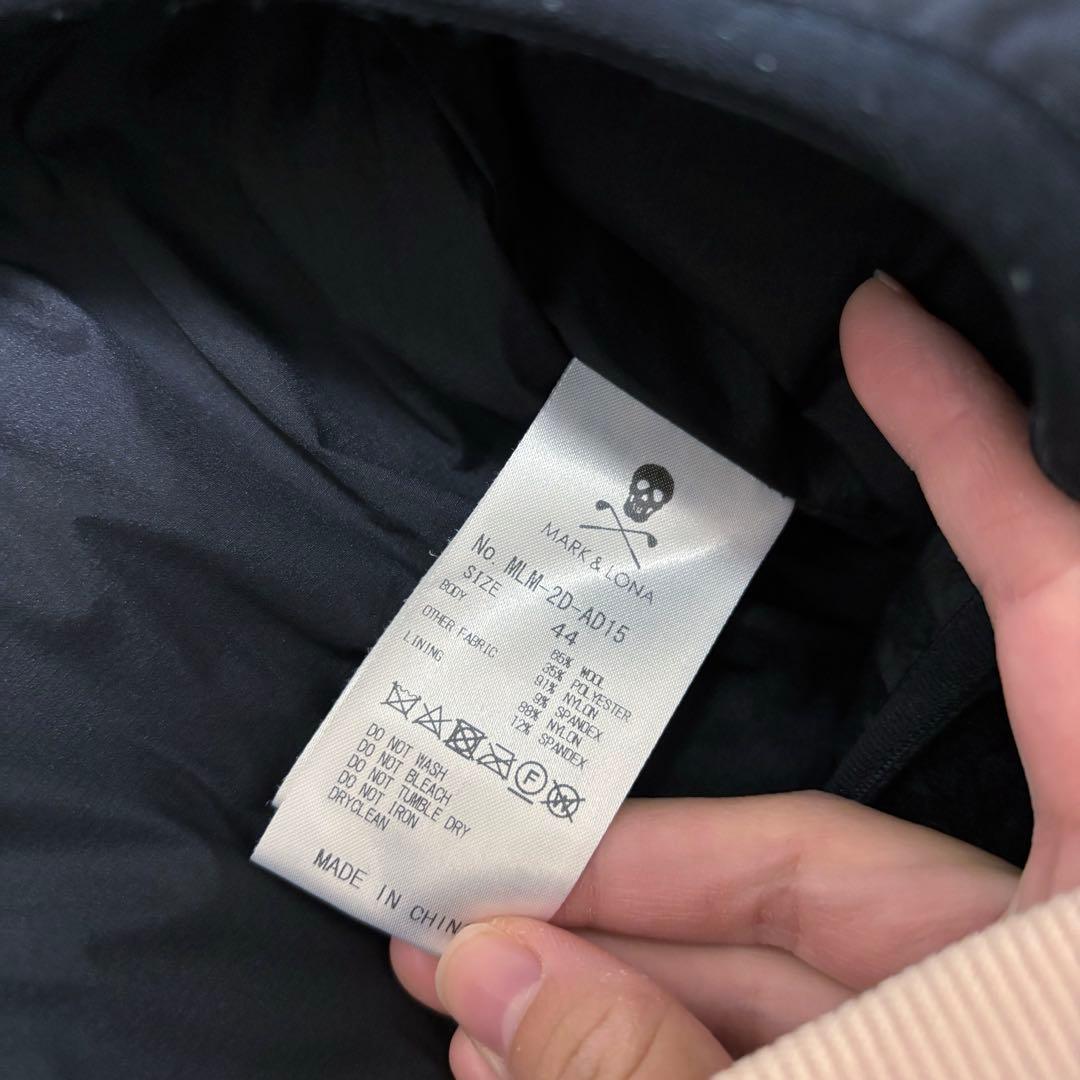 MARK & LONA
No. MLM-2D-AD15
SIZE 44
BODY 65% WOOL
35% POLYESTER
OTHER FABRIC 91% NYLON
9% SPANDEX
LINING 88% NYLON
12% SPANDEX
F W
DO NOT WASH
DO NOT BLEACH
DO NOT TUMBLE DRY
DO NOT IRON
DRYCLEAN
MADE IN CHIN